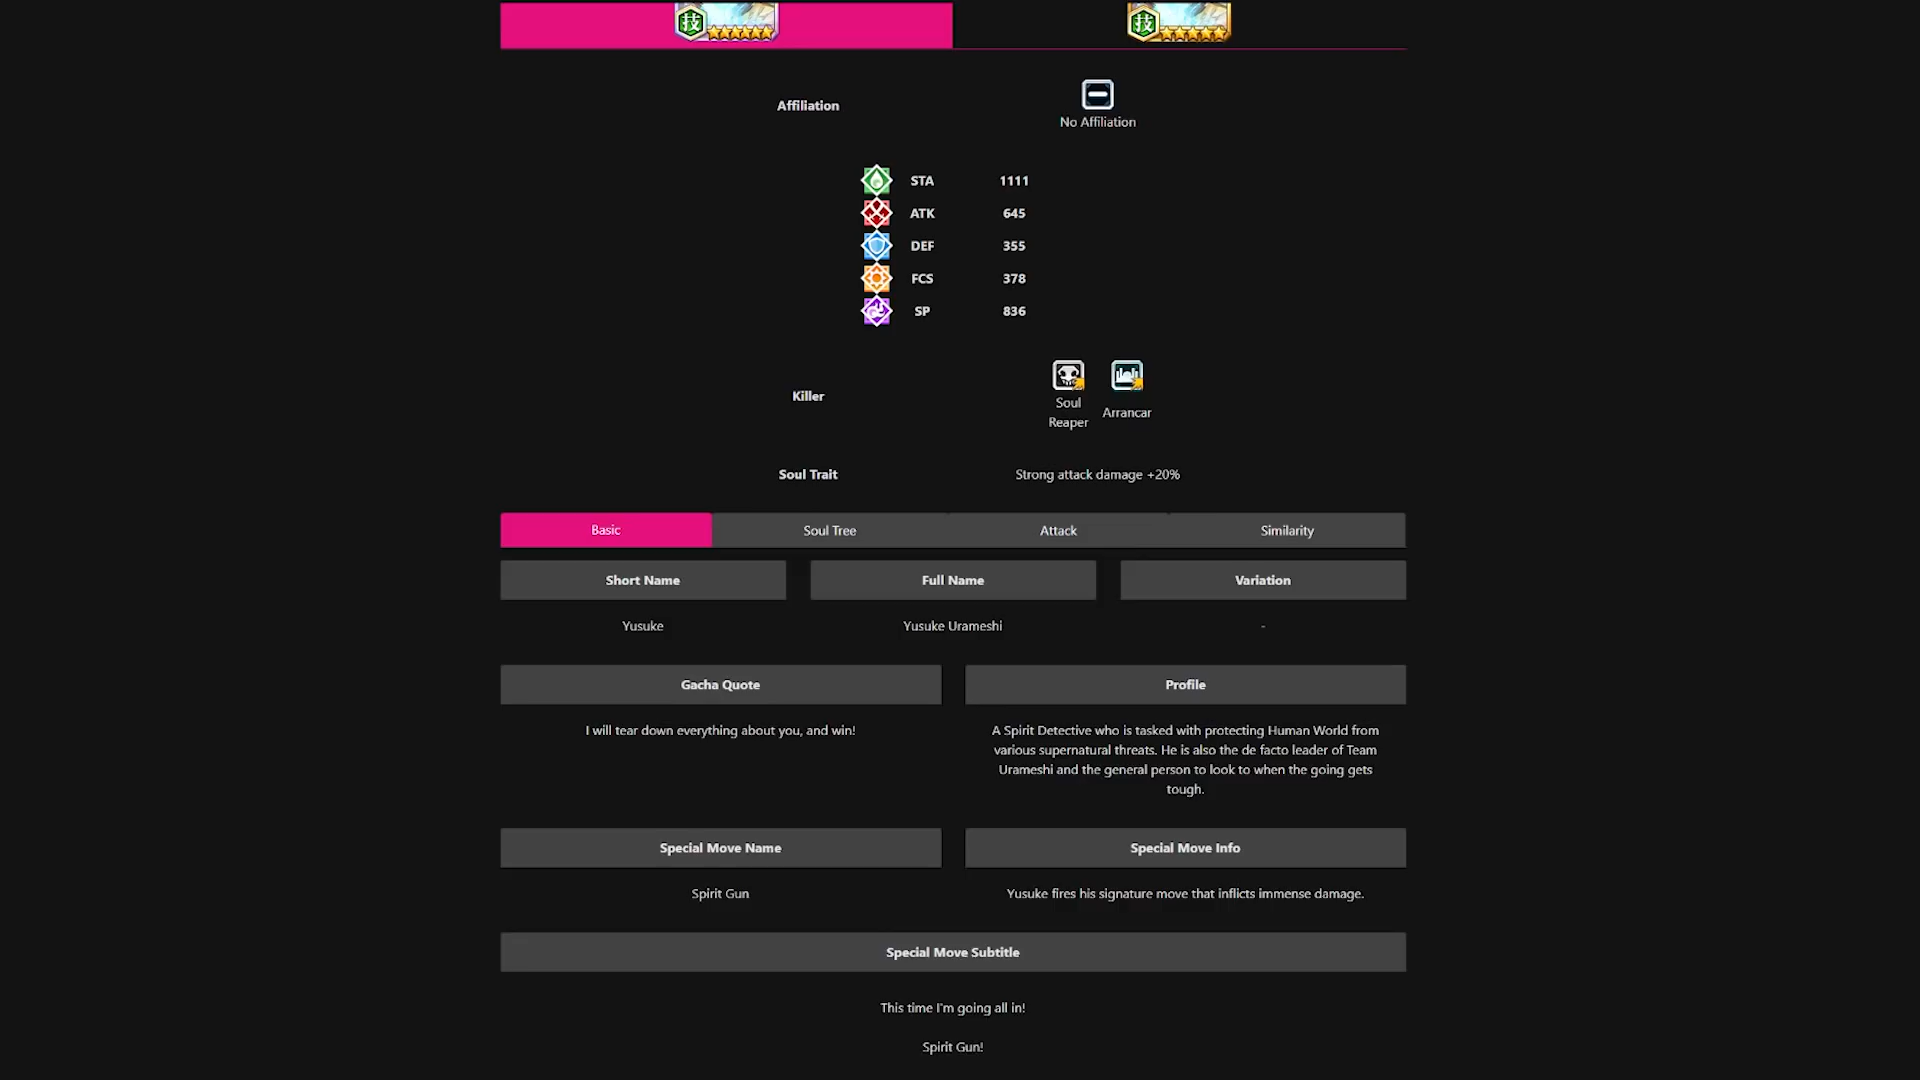 技
技
Affiliation
No Affiliation
STA 1111
ATK 645
DEF 355
FCS 378
SP 836
Killer
Soul
Reaper
Arrancar
Soul Trait
Strong attack damage +20%
Basic
Soul Tree
Attack
Similarity
Short Name
Full Name
Variation
Yusuke
Yusuke Urameshi
-
Gacha Quote
Profile
I will tear down everything about you, and win!
A Spirit Detective who is tasked with protecting Human World from
various supernatural threats. He is also the de facto leader of Team
Urameshi and the general person to look to when the going gets
tough.
Special Move Name
Special Move Info
Spirit Gun
Yusuke fires his signature move that inflicts immense damage.
Special Move Subtitle
This time I'm going all in!
Spirit Gun!